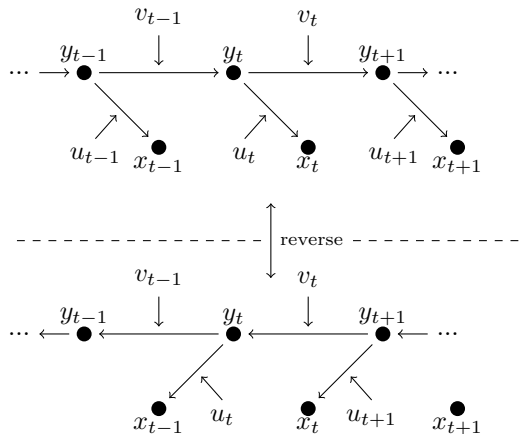 v_{t−1} v_t
... y_{t−1} y_t y_{t+1} ...
u_{t−1} u_t u_{t+1}
x_{t−1} x_t x_{t+1}
reverse
v_{t−1} v_t
... y_{t−1} y_t y_{t+1} ...
x_{t−1} u_t x_t u_{t+1} x_{t+1}